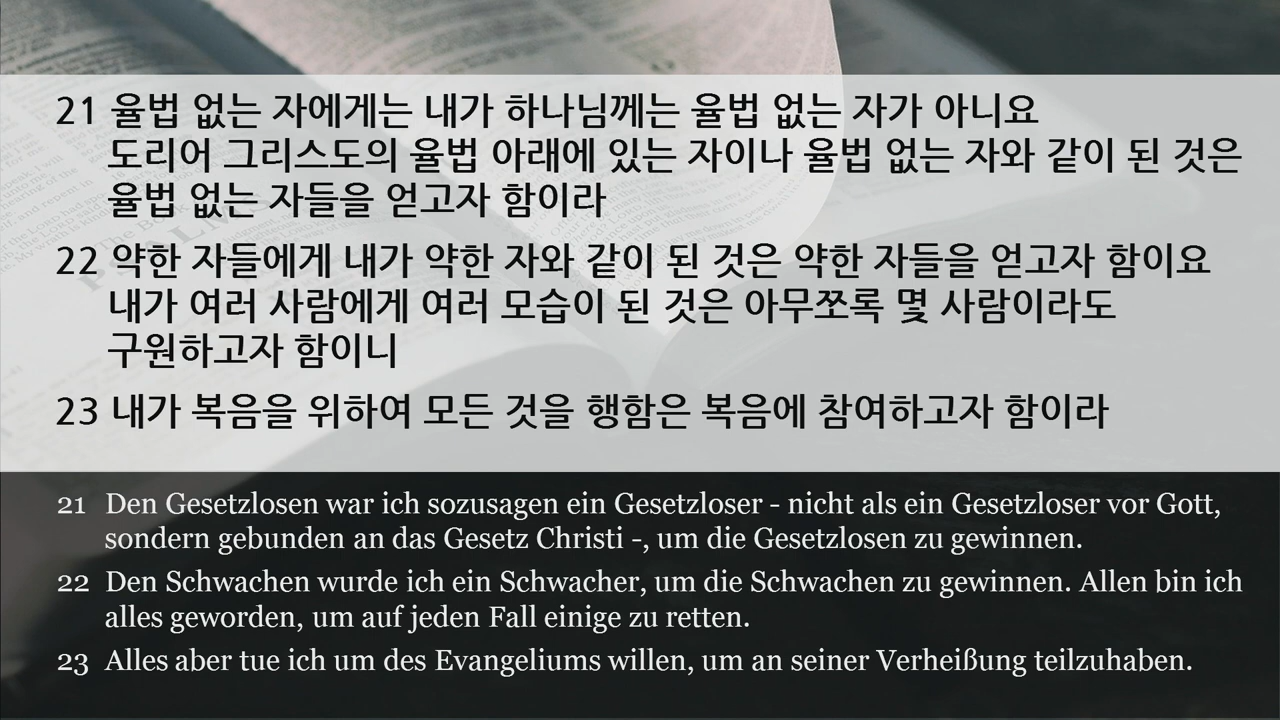 21 율법 없는 자에게는 내가 하나님께는 율법 없는 자가 아니요
도리어 그리스도의 율법 아래에 있는 자이나 율법 없는 자와 같이 된 것은
율법 없는 자들을 얻고자 함이라
22 약한 자들에게 내가 약한 자와 같이 된 것은 약한 자들을 얻고자 함이요
내가 여러 사람에게 여러 모습이 된 것은 아무쪼록 몇 사람이라도
구원하고자 함이니
23 내가 복음을 위하여 모든 것을 행함은 복음에 참여하고자 함이라
21 Den Gesetzlosen war ich sozusagen ein Gesetzloser - nicht als ein Gesetzloser vor Gott,
sondern gebunden an das Gesetz Christi -, um die Gesetzlosen zu gewinnen.
22 Den Schwachen wurde ich ein Schwacher, um die Schwachen zu gewinnen. Allen bin ich
alles geworden, um auf jeden Fall einige zu retten.
23 Alles aber tue ich um des Evangeliums willen, um an seiner Verheißung teilzuhaben.